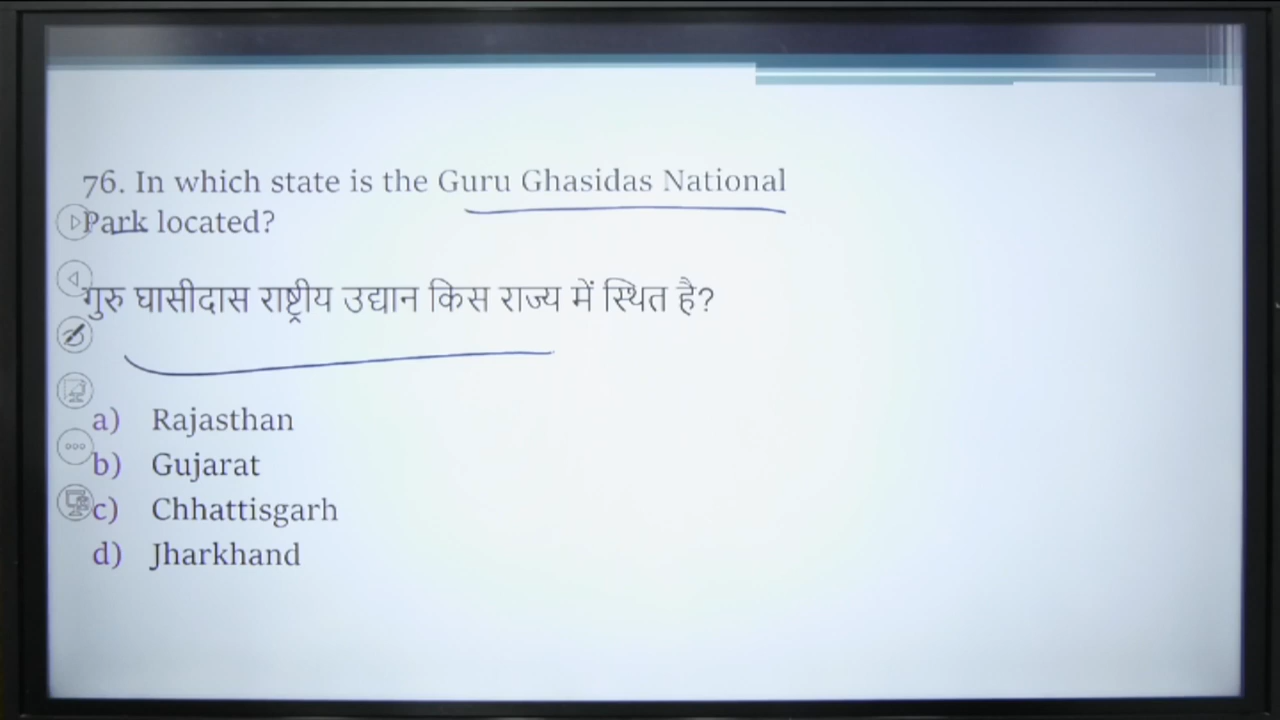 76. In which state is the Guru Ghasidas National
Park located?
गुरु घासीदास राष्ट्रीय उद्यान किस राज्य में स्थित है?
a) Rajasthan
b) Gujarat
c) Chhattisgarh
d) Jharkhand